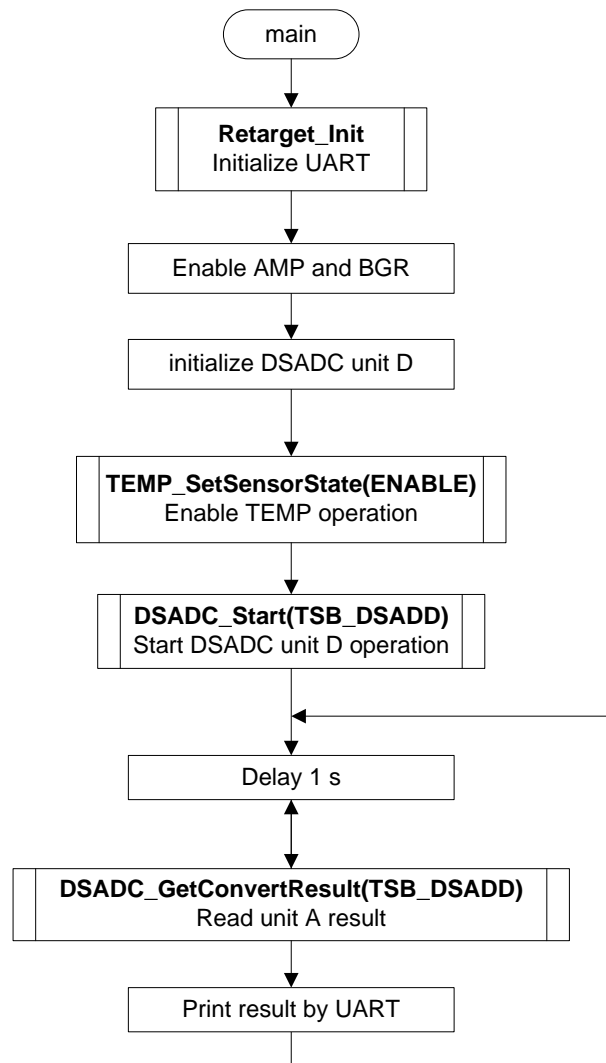 main
Retarget_Init
Initialize UART
Enable AMP and BGR
initialize DSADC unit D
TEMP_SetSensorState(ENABLE)
Enable TEMP operation
DSADC_Start(TSB_DSADD)
Start DSADC unit D operation
Delay 1 s
DSADC_GetConvertResult(TSB_DSADD)
Read unit A result
Print result by UART